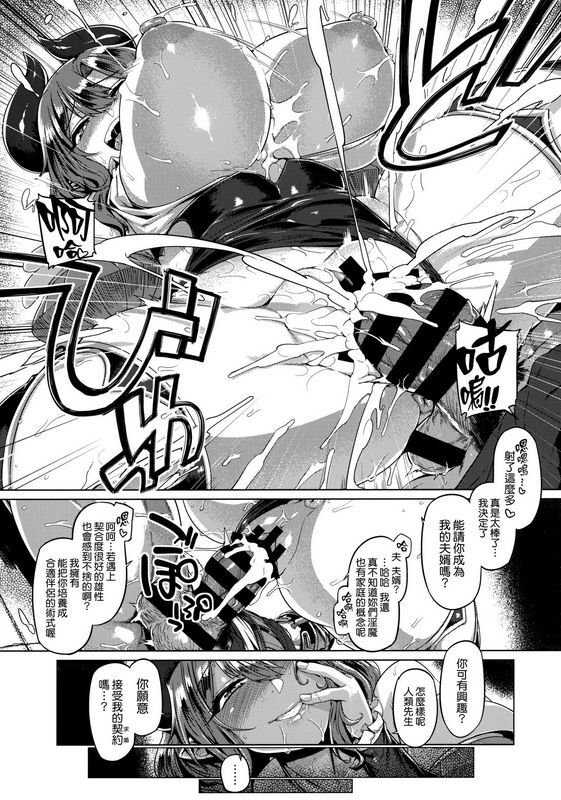 咕
嗚!!
嗯嗯嗚…♡
射了這麼多♡
真是太棒了…
我決定了
能請你成為
我的夫婿嗎?
夫 夫婿?
…哈哈 我還
真不知道妳們淫魔
也有家庭的概念呢
嗯♡
呵呵…若遇上
契合度很好的雄性
也會感到不捨的啊?
我擁有
能把你培養成
合適伴侶的術式喔
哈♡
哈♡
你可有興趣?
怎麼樣呢
人類先生
你願意
接受我的契約
求婚
嗎…?
……